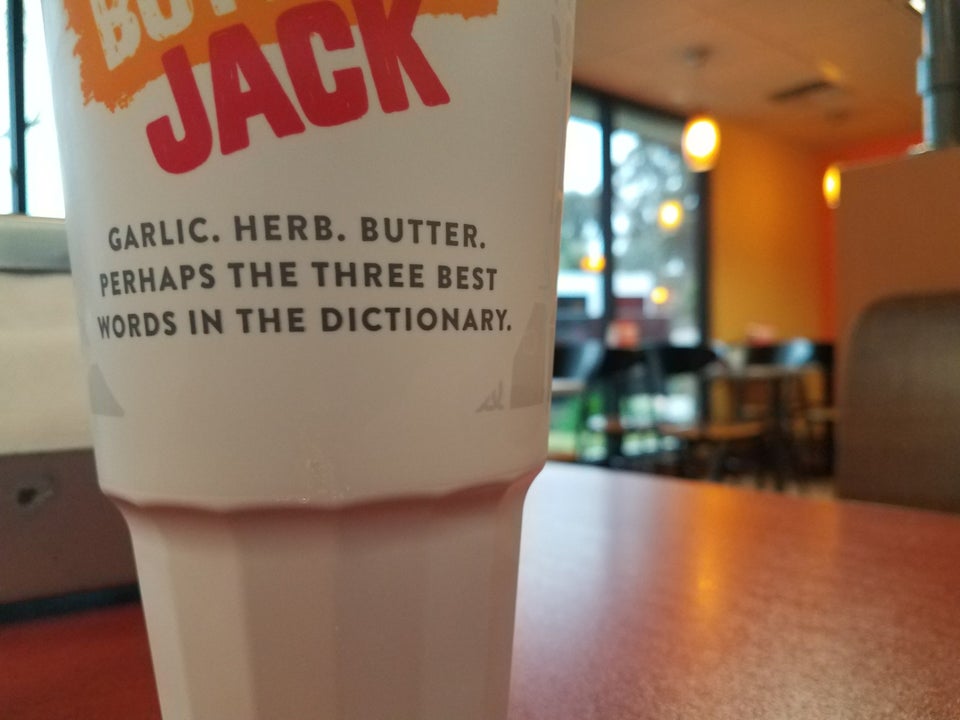 JACK
GARLIC. HERB. BUTTER.
PERHAPS THE THREE BEST
WORDS IN THE DICTIONARY.